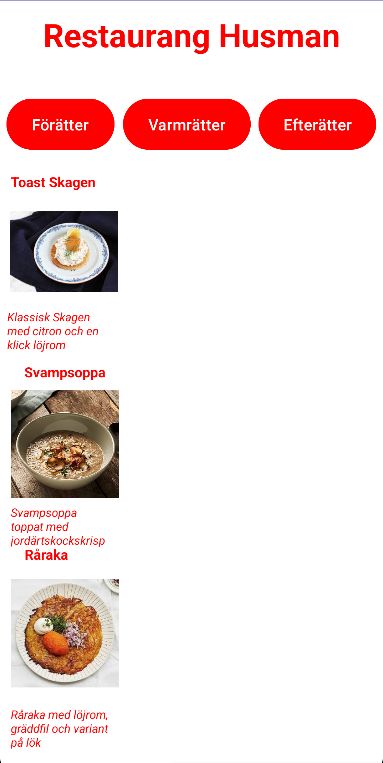 Restaurang Husman
Förätter
Varmrätter
Efterätter
Toast Skagen
Klassisk Skagen
med citron och en
klick löjrom
Svampsoppa
Svampsoppa
toppat med
jordärtskockskrisp
Råraka
Råraka med löjrom,
gräddfil och variant
på lök